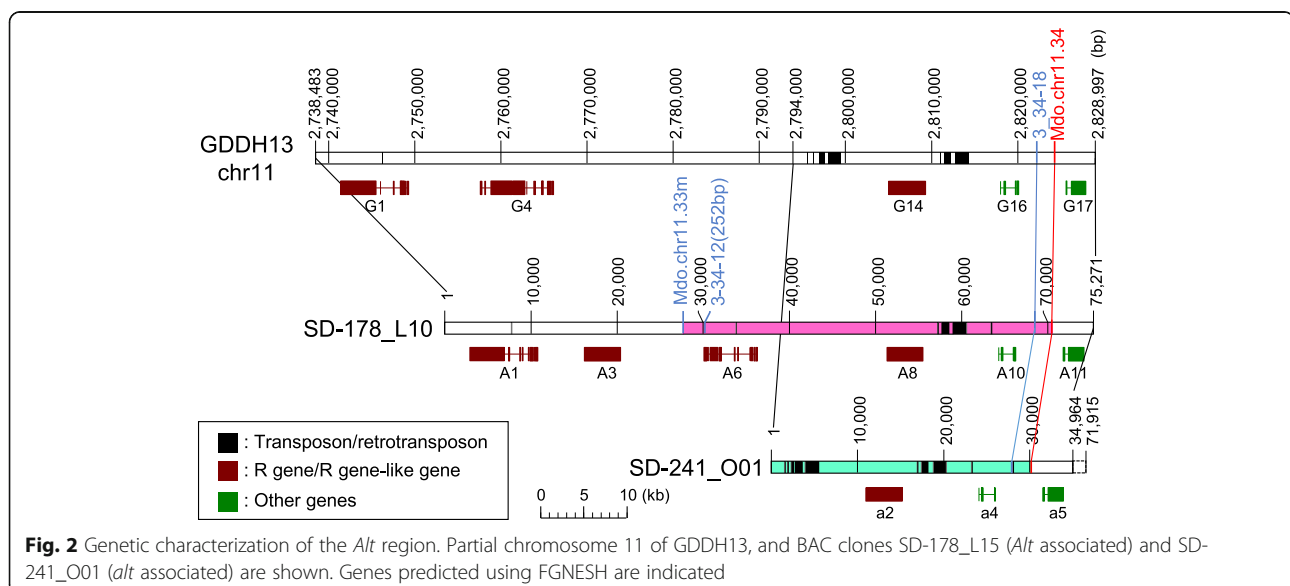 2,738,483 2,740,000 2,750,000 2,760,000 2,770,000 2,780,000 2,790,000 2,794,000 2,800,000 2,810,000 2,820,000 3_34-18 Mdo.chr11.34 2,828,997 (bp)
GDDH13
chr11
G1 G4 G14 G16 G17
Mdo.chr11.33m 3-34-12(252bp)
1 10,000 20,000 30,000 40,000 50,000 60,000 70,000 75,271
SD-178_L10
A1 A3 A6 A8 A10 A11
1 10,000 20,000 30,000 34,964 71,915
SD-241_O01
a2 a4 a5
: Transposon/retrotransposon
: R gene/R gene-like gene
: Other genes
0 5 10 (kb)
Fig. 2 Genetic characterization of the Alt region. Partial chromosome 11 of GDDH13, and BAC clones SD-178_L15 (Alt associated) and SD-
241_O01 (alt associated) are shown. Genes predicted using FGNESH are indicated